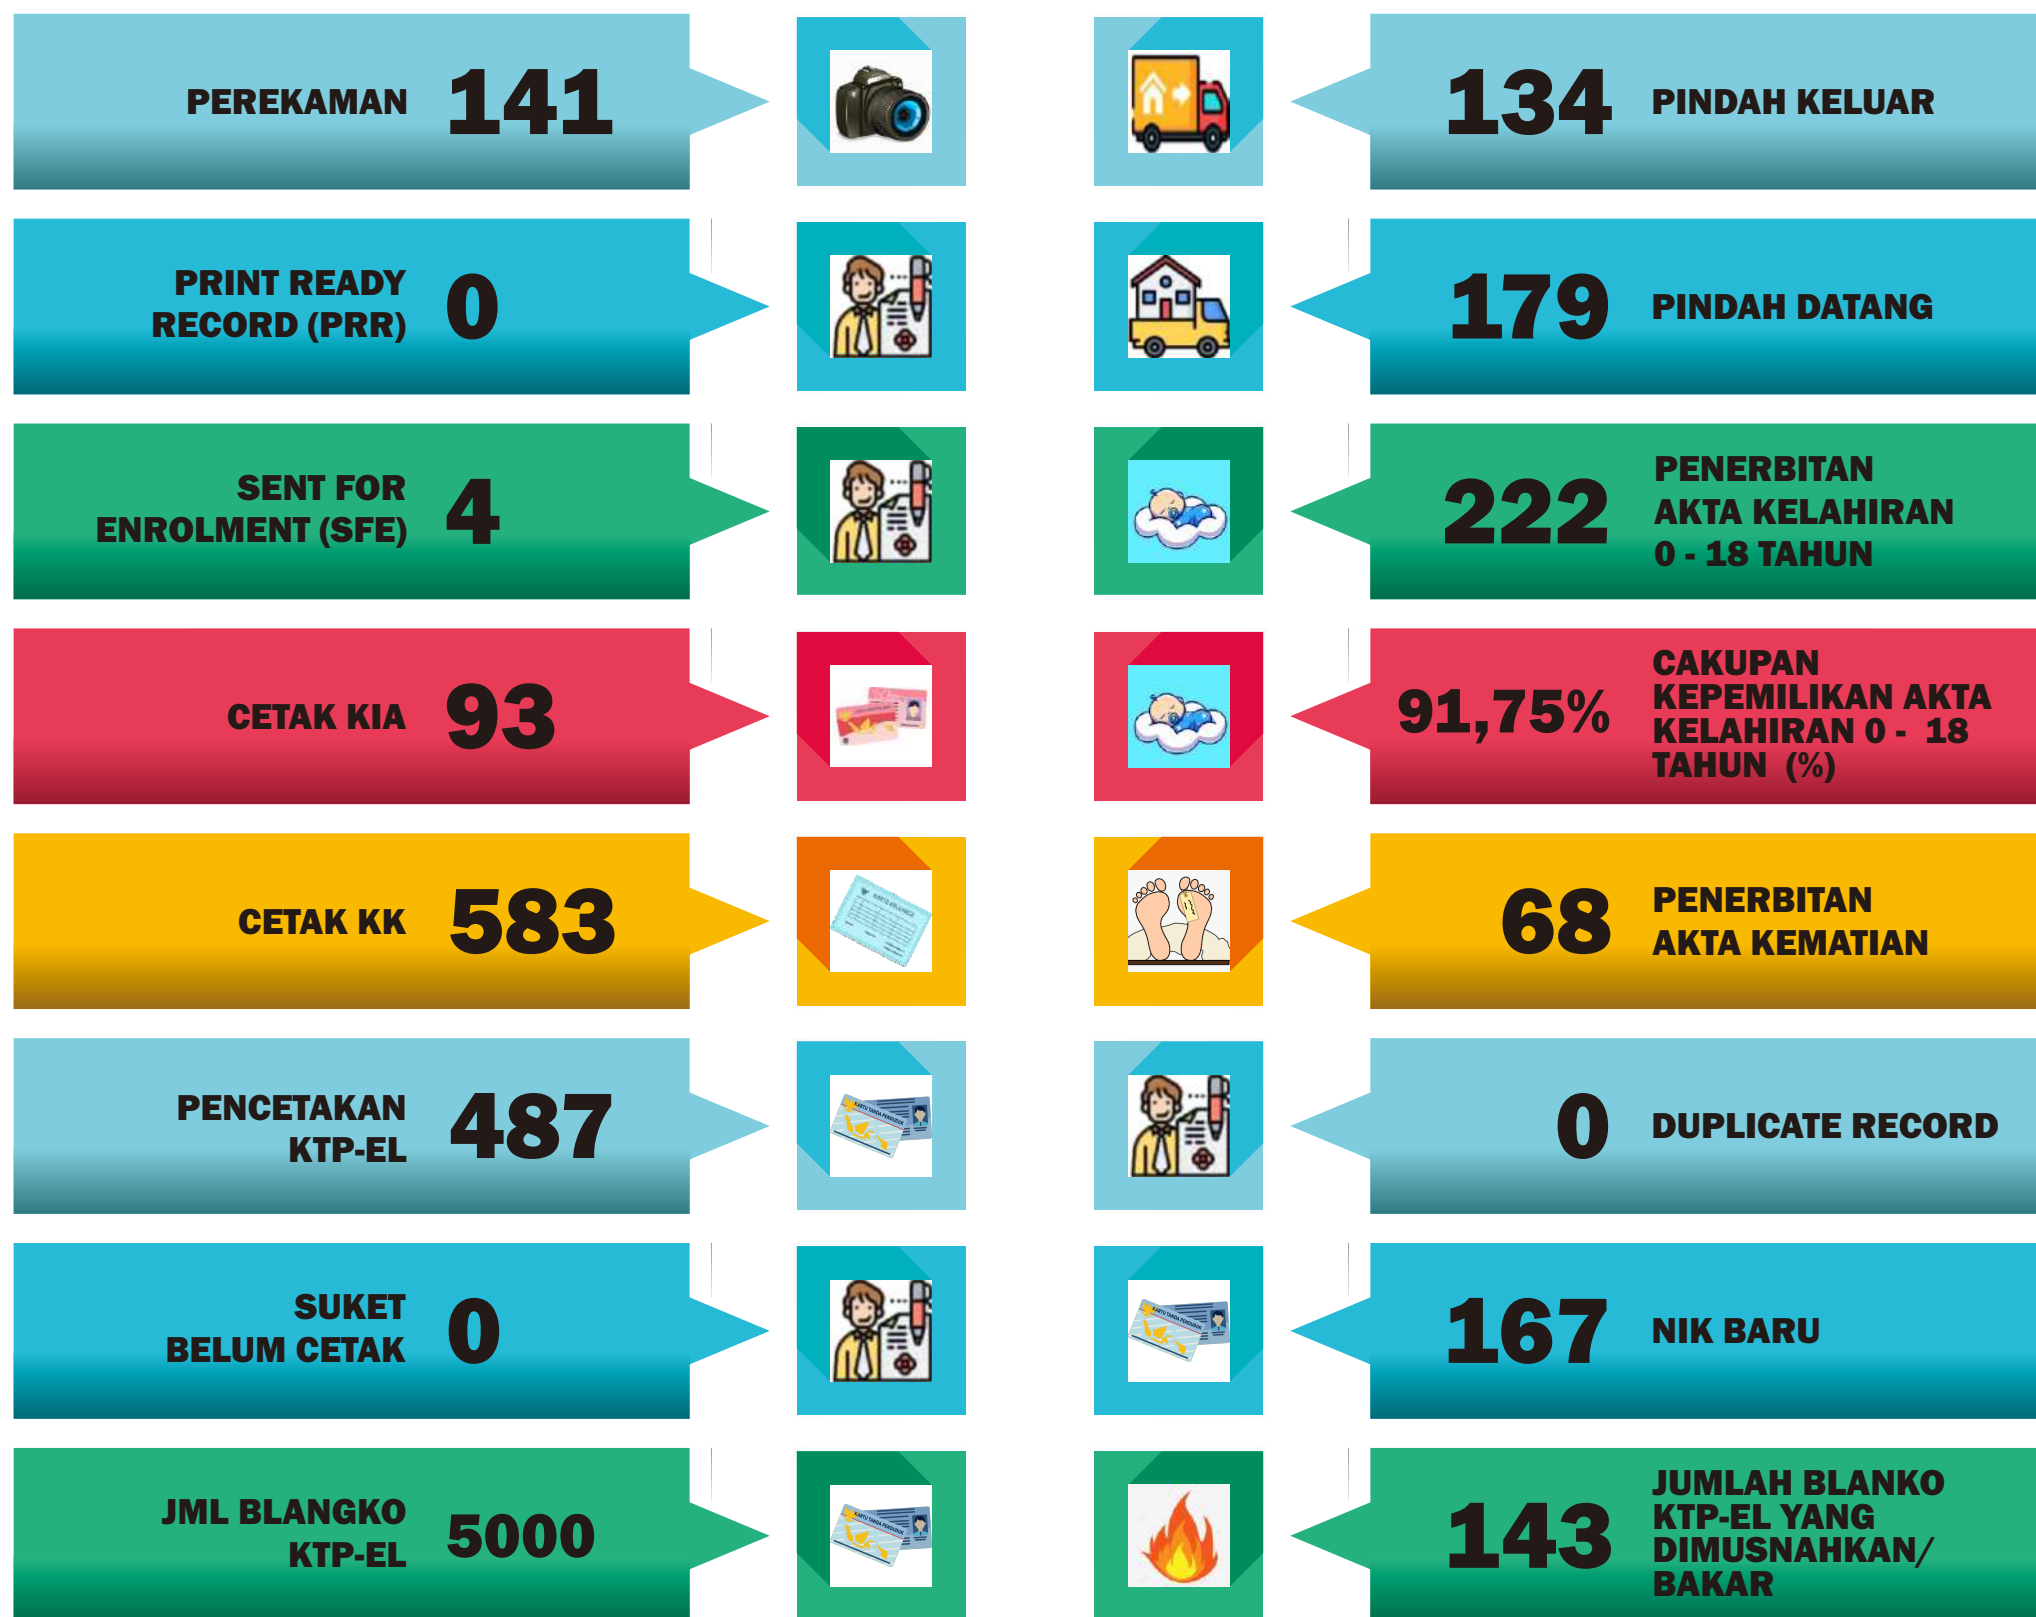 PEREKAMAN 141
134 PINDAH KELUAR
PRINT READY
RECORD (PRR)
0
179 PINDAH DATANG
SENT FOR
ENROLMENT (SFE)
4
222
PENERBITAN
AKTA KELAHIRAN
0 - 18 TAHUN
CETAK KIA 93
91,75%
CAKUPAN
KEPEMILIKAN AKTA
KELAHIRAN 0 - 18
TAHUN (%)
CETAK KK 583
68
PENERBITAN
AKTA KEMATIAN
PENCETAKAN
KTP-EL
487
0 DUPLICATE RECORD
SUKET
BELUM CETAK
0
167 NIK BARU
JML BLANGKO
KTP-EL
5000
143
JUMLAH BLANKO
KTP-EL YANG
DIMUSNAHKAN/
BAKAR